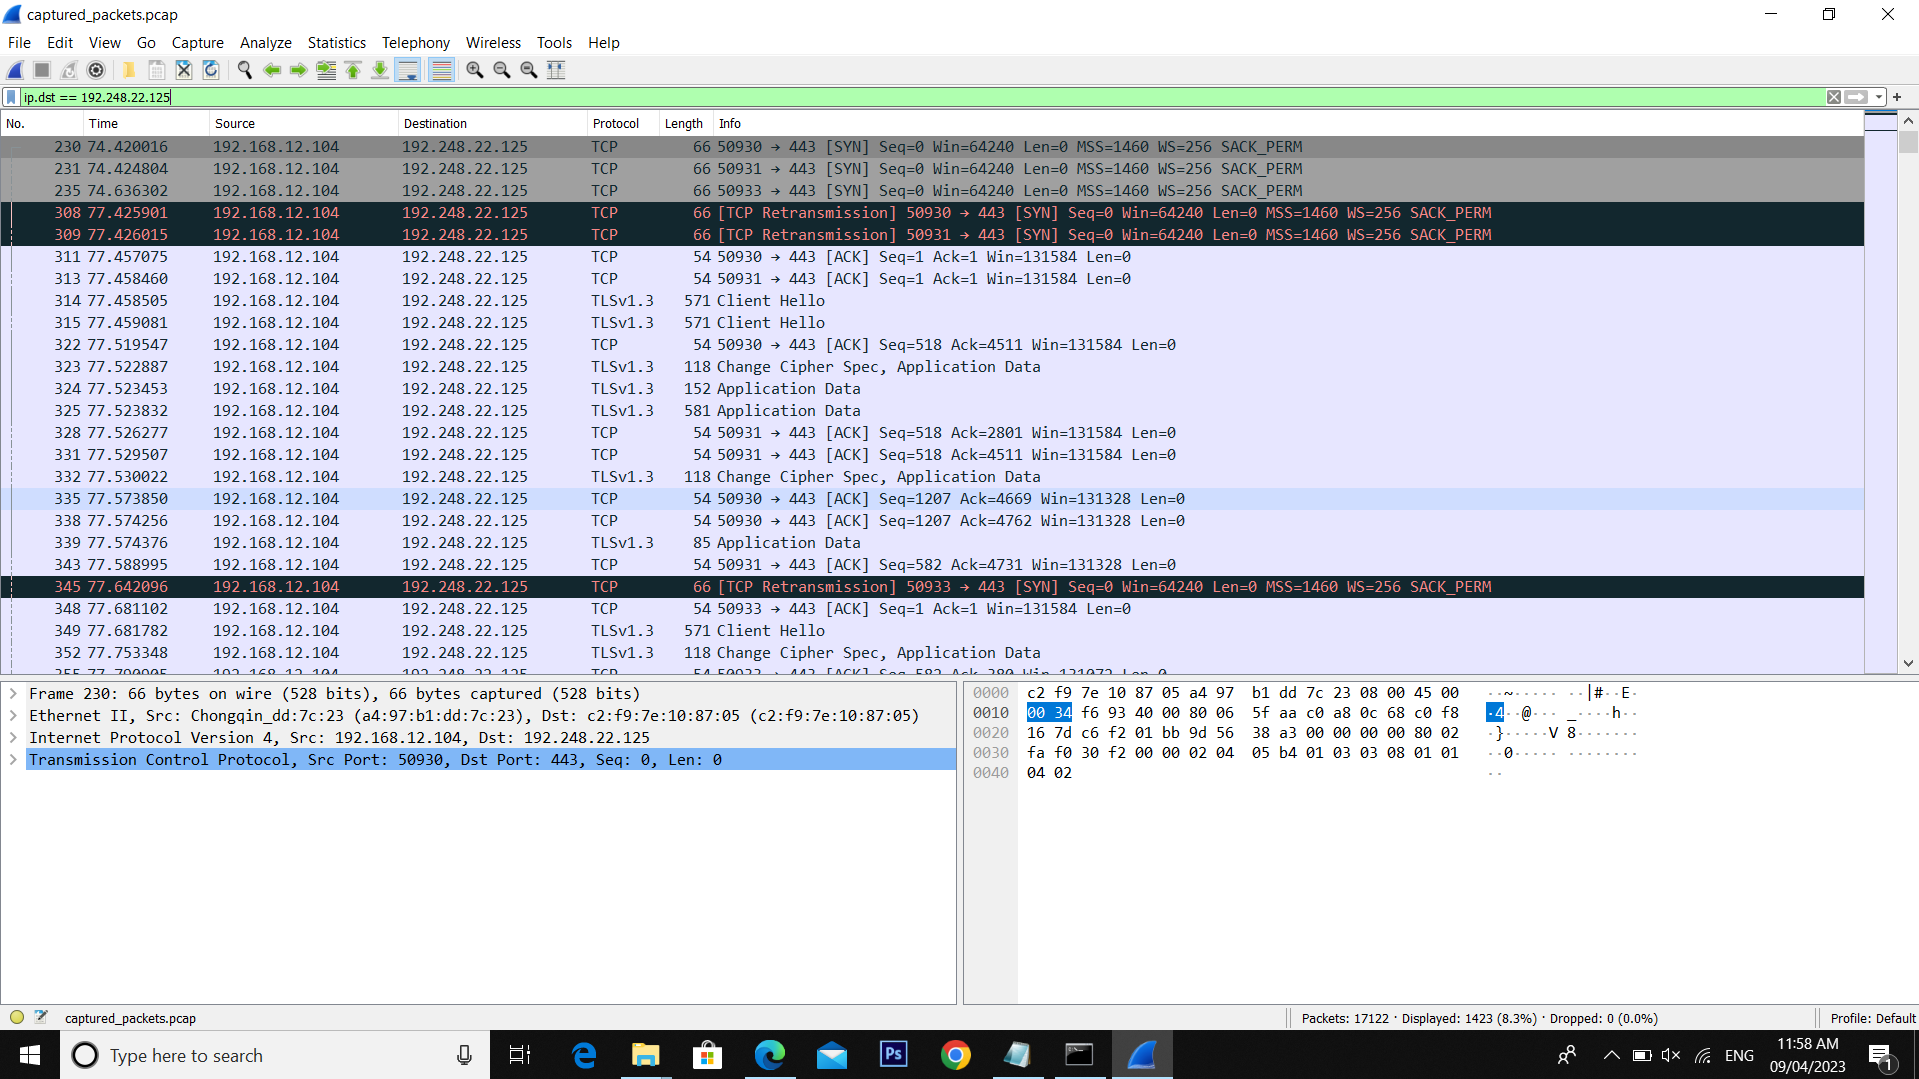 captured_packets.pcap
File Edit View Go Capture Analyze Statistics Telephony Wireless Tools Help
ip.dst == 192.248.22.125
No. Time Source Destination Protocol Length Info
230 74.420016 192.168.12.104 192.248.22.125 TCP 66 50930 → 443 [SYN] Seq=0 Win=64240 Len=0 MSS=1460 WS=256 SACK_PERM
231 74.424804 192.168.12.104 192.248.22.125 TCP 66 50931 → 443 [SYN] Seq=0 Win=64240 Len=0 MSS=1460 WS=256 SACK_PERM
235 74.636302 192.168.12.104 192.248.22.125 TCP 66 50933 → 443 [SYN] Seq=0 Win=64240 Len=0 MSS=1460 WS=256 SACK_PERM
308 77.425901 192.168.12.104 192.248.22.125 TCP 66 [TCP Retransmission] 50930 → 443 [SYN] Seq=0 Win=64240 Len=0 MSS=1460 WS=256 SACK_PERM
309 77.426015 192.168.12.104 192.248.22.125 TCP 66 [TCP Retransmission] 50931 → 443 [SYN] Seq=0 Win=64240 Len=0 MSS=1460 WS=256 SACK_PERM
311 77.457075 192.168.12.104 192.248.22.125 TCP 54 50930 → 443 [ACK] Seq=1 Ack=1 Win=131584 Len=0
313 77.458460 192.168.12.104 192.248.22.125 TCP 54 50931 → 443 [ACK] Seq=1 Ack=1 Win=131584 Len=0
314 77.458505 192.168.12.104 192.248.22.125 TLSv1.3 571 Client Hello
315 77.459081 192.168.12.104 192.248.22.125 TLSv1.3 571 Client Hello
322 77.519547 192.168.12.104 192.248.22.125 TCP 54 50930 → 443 [ACK] Seq=518 Ack=4511 Win=131584 Len=0
323 77.522887 192.168.12.104 192.248.22.125 TLSv1.3 118 Change Cipher Spec, Application Data
324 77.523453 192.168.12.104 192.248.22.125 TLSv1.3 152 Application Data
325 77.523832 192.168.12.104 192.248.22.125 TLSv1.3 581 Application Data
328 77.526277 192.168.12.104 192.248.22.125 TCP 54 50931 → 443 [ACK] Seq=518 Ack=2801 Win=131584 Len=0
331 77.529507 192.168.12.104 192.248.22.125 TCP 54 50931 → 443 [ACK] Seq=518 Ack=4511 Win=131584 Len=0
332 77.530022 192.168.12.104 192.248.22.125 TLSv1.3 118 Change Cipher Spec, Application Data
335 77.573850 192.168.12.104 192.248.22.125 TCP 54 50930 → 443 [ACK] Seq=1207 Ack=4669 Win=131328 Len=0
338 77.574256 192.168.12.104 192.248.22.125 TCP 54 50930 → 443 [ACK] Seq=1207 Ack=4762 Win=131328 Len=0
339 77.574376 192.168.12.104 192.248.22.125 TLSv1.3 85 Application Data
343 77.588995 192.168.12.104 192.248.22.125 TCP 54 50931 → 443 [ACK] Seq=582 Ack=4731 Win=131328 Len=0
345 77.642096 192.168.12.104 192.248.22.125 TCP 66 [TCP Retransmission] 50933 → 443 [SYN] Seq=0 Win=64240 Len=0 MSS=1460 WS=256 SACK_PERM
348 77.681102 192.168.12.104 192.248.22.125 TCP 54 50933 → 443 [ACK] Seq=1 Ack=1 Win=131584 Len=0
349 77.681782 192.168.12.104 192.248.22.125 TLSv1.3 571 Client Hello
352 77.753348 192.168.12.104 192.248.22.125 TLSv1.3 118 Change Cipher Spec, Application Data
Frame 230: 66 bytes on wire (528 bits), 66 bytes captured (528 bits)
Ethernet II, Src: Chongqin_dd:7c:23 (a4:97:b1:dd:7c:23), Dst: c2:f9:7e:10:87:05 (c2:f9:7e:10:87:05)
Internet Protocol Version 4, Src: 192.168.12.104, Dst: 192.248.22.125
Transmission Control Protocol, Src Port: 50930, Dst Port: 443, Seq: 0, Len: 0
0000 c2 f9 7e 10 87 05 a4 97 b1 dd 7c 23 08 00 45 00 ··~····· ··|#··E·
0010 00 34 f6 93 40 00 80 06 5f aa c0 a8 0c 68 c0 f8 ·4··@··· _····h··
0020 16 7d c6 f2 01 bb 9d 56 38 a3 00 00 00 00 80 02 ·}·····V 8·······
0030 fa f0 30 f2 00 00 02 04 05 b4 01 03 03 08 01 01 ··0····· ········
0040 04 02 ··
captured_packets.pcap
Packets: 17122 · Displayed: 1423 (8.3%) · Dropped: 0 (0.0%)
Profile: Default
Type here to search
Ps
ENG
11:58 AM
09/04/2023
1